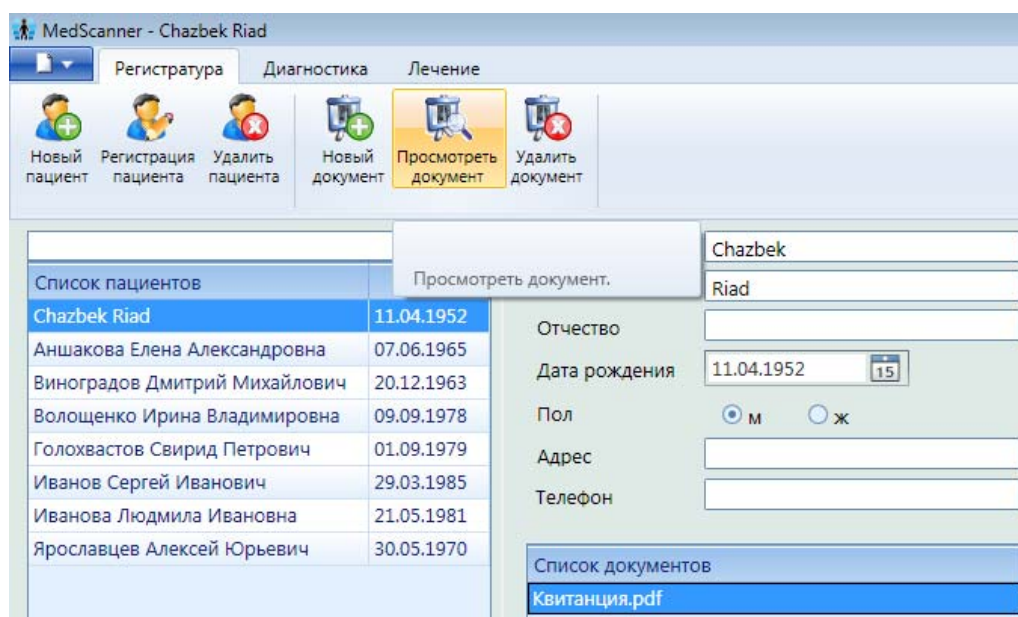 MedScanner - Chazbek Riad
Регистратура Диагностика Лечение
Новый пациент
Регистрация пациента
Удалить пациента
Новый документ
Просмотреть документ
Удалить документ
Просмотреть документ.
Список пациентов
Chazbek Riad 11.04.1952
Аншакова Елена Александровна 07.06.1965
Виноградов Дмитрий Михайлович 20.12.1963
Волощенко Ирина Владимировна 09.09.1978
Голохвастов Свирид Петрович 01.09.1979
Иванов Сергей Иванович 29.03.1985
Иванова Людмила Ивановна 21.05.1981
Ярославцев Алексей Юрьевич 30.05.1970
Chazbek
Riad
Отчество
Дата рождения 11.04.1952 15
Пол м ж
Адрес
Телефон
Список документов
Квитанция.pdf